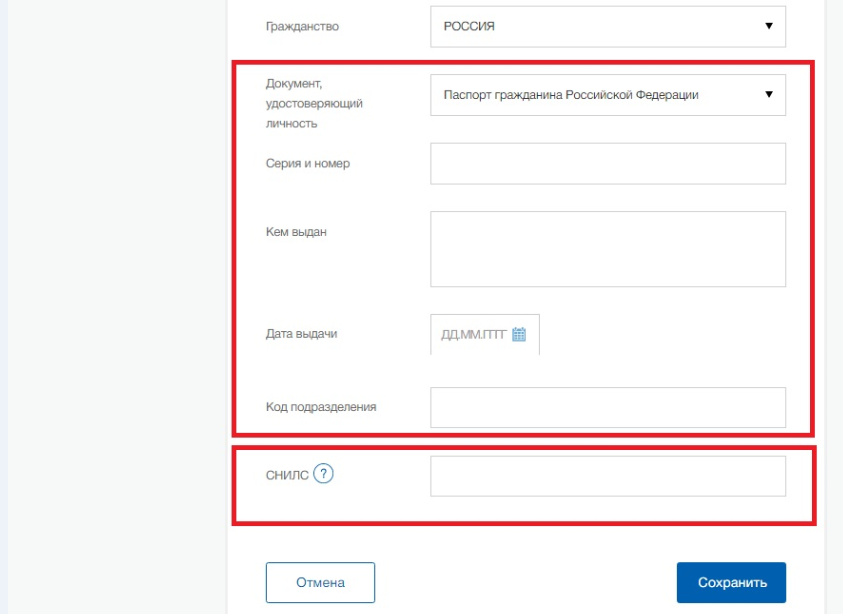 Гражданство
РОССИЯ
Документ,
удостоверяющий
личность
Паспорт гражданина Российской Федерации
Серия и номер
Кем выдан
Дата выдачи
ДД.ММ.ГГГГ
Код подразделения
СНИЛС ?
Отмена
Сохранить